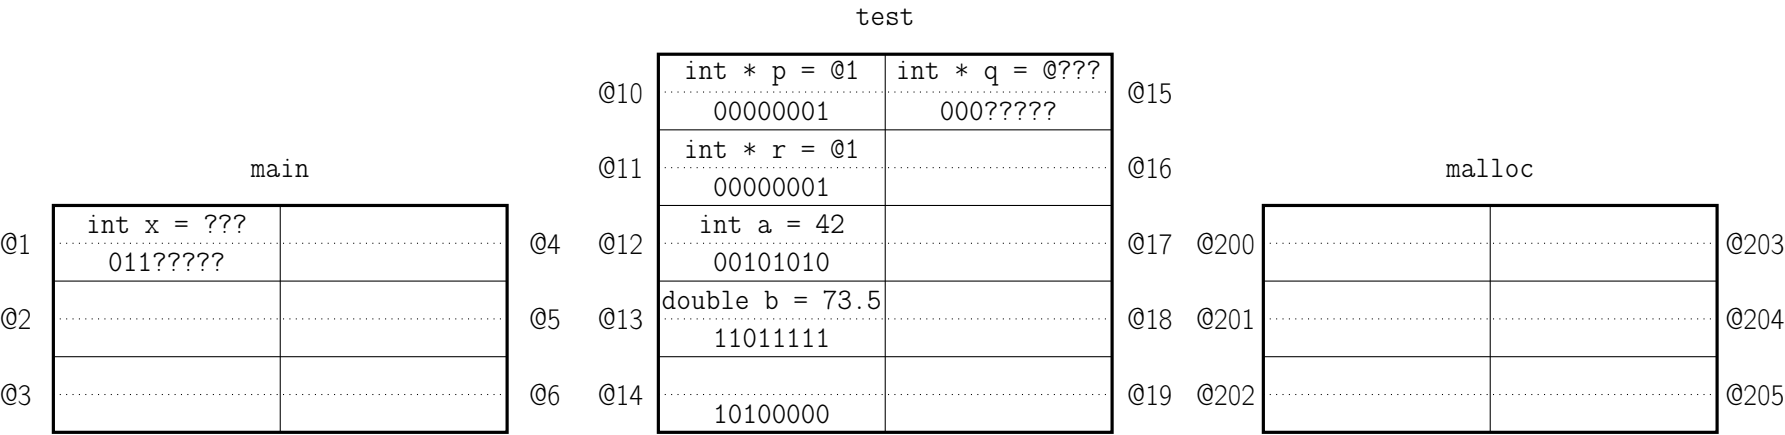 test
int * p = @1 int * q = @???
@10 @15
00000001 000?????
int * r = @1
@11 @16
00000001
main malloc
int x = ??? int a = 42
@1 @4 @12 @17 @200 @203
011????? 00101010
double b = 73.5
@2 @5 @13 @18 @201 @204
11011111
@3 @6 @14 @19 @202 @205
10100000